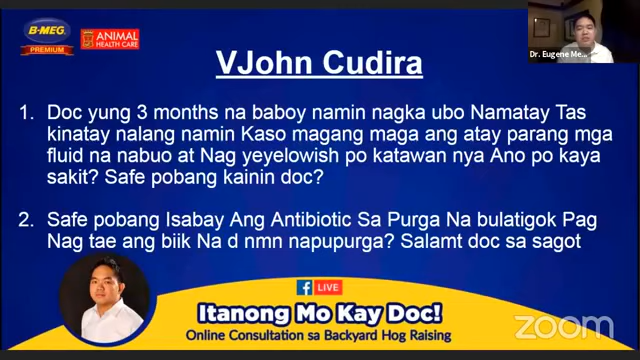 B-MEG
PREMIUM
ANIMAL
HEALTH CARE
Dr. Eugene Me...
VJohn Cudira
1. Doc yung 3 months na baboy namin nagka ubo Namatay Tas
kinatay nalang namin Kaso magang maga ang atay parang mga
fluid na nabuo at Nag yeyelowish po katawan nya Ano po kaya
sakit? Safe pobang kainin doc?
2. Safe pobang Isabay Ang Antibiotic Sa Purga Na bulatigok Pag
Nag tae ang biik Na d nmn napupurga? Salamt doc sa sagot
f LIVE
Itanong Mo Kay Doc!
Online Consultation sa Backyard Hog Raising
zoom